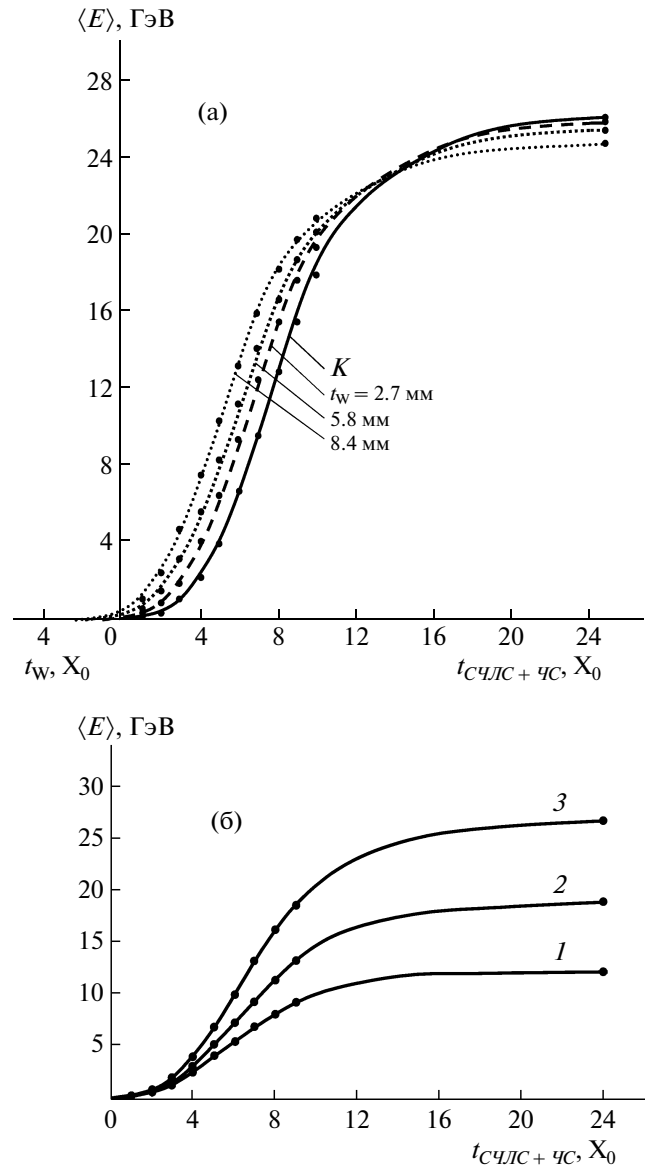 ⟨E⟩, ГэВ
28
(а)
24
20
16
K
12
t_W = 2.7 мм
5.8 мм
8.4 мм
8
4
4 0 4 8 12 16 20 24
t_W, X_0 t_СЧЛС + ЧС, X_0
⟨E⟩, ГэВ
30
(б)
3
25
20
2
15
1
10
5
0 4 8 12 16 20 24
t_СЧЛС + ЧС, X_0